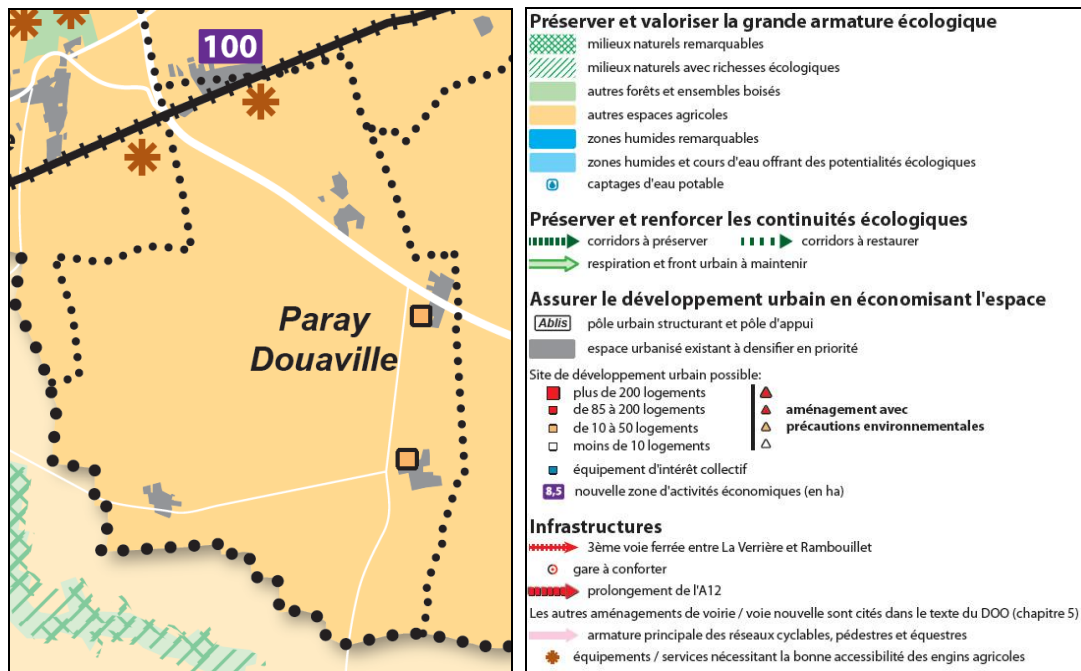 100
Paray
Douaville
Préserver et valoriser la grande armature écologique
milieux naturels remarquables
milieux naturels avec richesses écologiques
autres forêts et ensembles boisés
autres espaces agricoles
zones humides remarquables
zones humides et cours d'eau offrant des potentialités écologiques
captages d'eau potable
Préserver et renforcer les continuités écologiques
corridors à préserver corridors à restaurer
respiration et front urbain à maintenir
Assurer le développement urbain en économisant l'espace
Ablis pôle urbain structurant et pôle d'appui
espace urbanisé existant à densifier en priorité
Site de développement urbain possible:
plus de 200 logements
de 85 à 200 logements aménagement avec
de 10 à 50 logements précautions environnementales
moins de 10 logements
équipement d'intérêt collectif
8,5 nouvelle zone d'activités économiques (en ha)
Infrastructures
3ème voie ferrée entre La Verrière et Rambouillet
gare à conforter
prolongement de l'A12
Les autres aménagements de voirie / voie nouvelle sont cités dans le texte du DOO (chapitre 5)
armature principale des réseaux cyclables, pédestres et équestres
équipements / services nécessitant la bonne accessibilité des engins agricoles